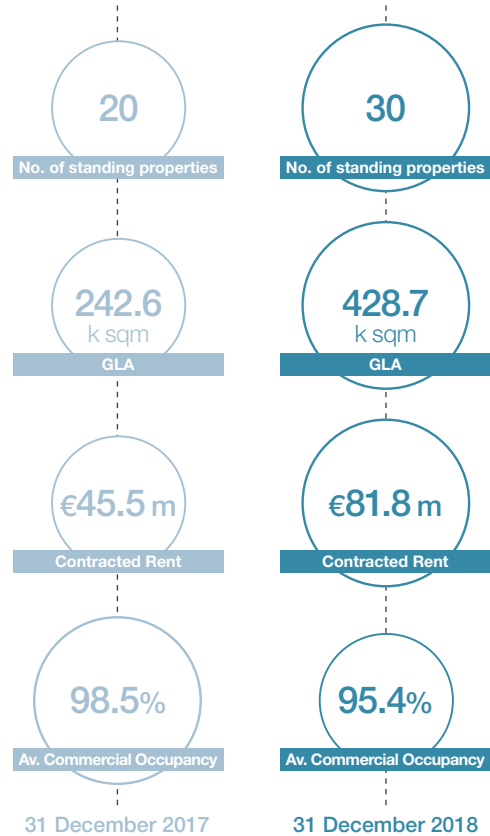 20
No. of standing properties
242.6
k sqm
GLA
€45.5 m
Contracted Rent
98.5%
Av. Commercial Occupancy
31 December 2017
30
No. of standing properties
428.7
k sqm
GLA
€81.8 m
Contracted Rent
95.4%
Av. Commercial Occupancy
31 December 2018